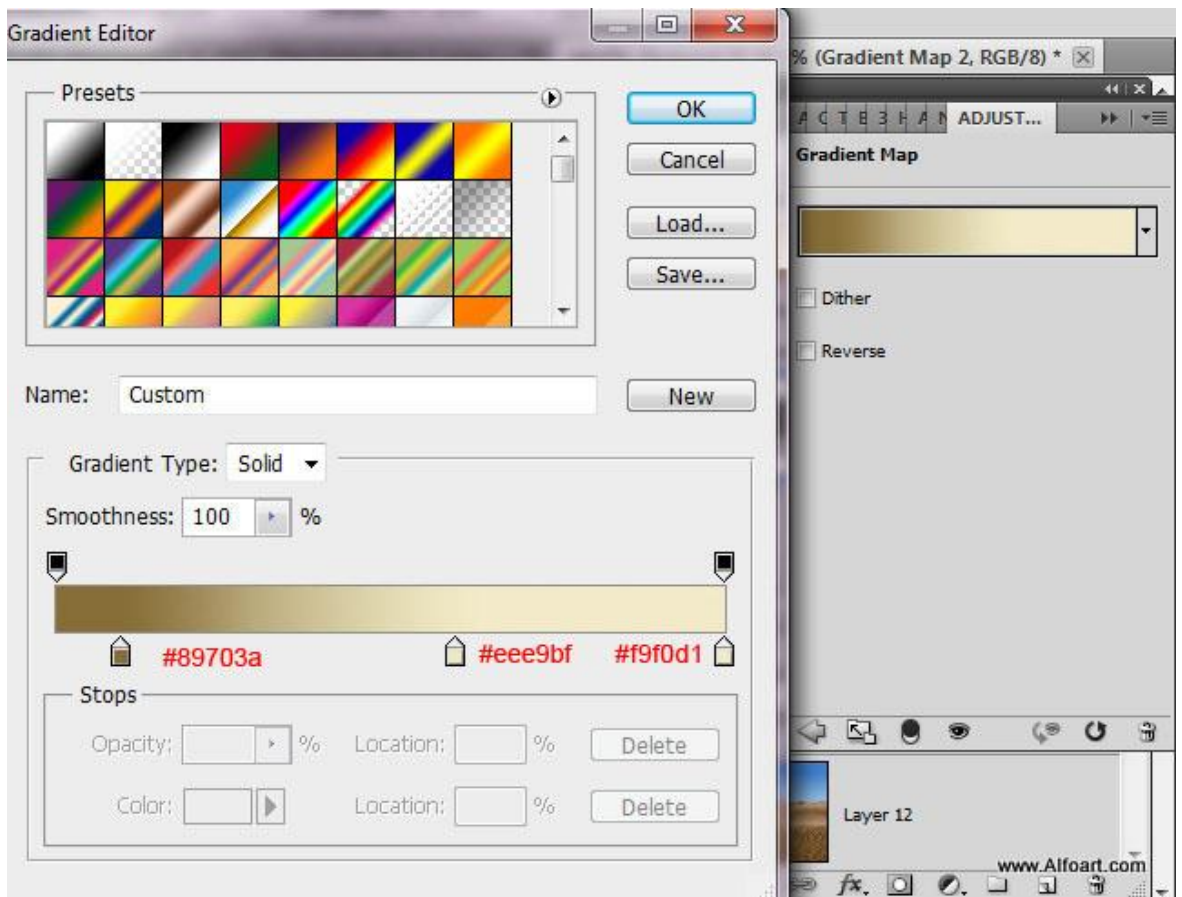 Gradient Editor
Presets
OK
Cancel
Load...
Save...
Name: Custom
New
Gradient Type: Solid
Smoothness: 100 %
#89703a
#eee9bf
#f9f0d1
Stops
Opacity: % Location: % Delete
Color: Location: % Delete
% (Gradient Map 2, RGB/8) *
ADJUST...
Gradient Map
Dither
Reverse
Layer 12
www.Alfoart.com
fx.